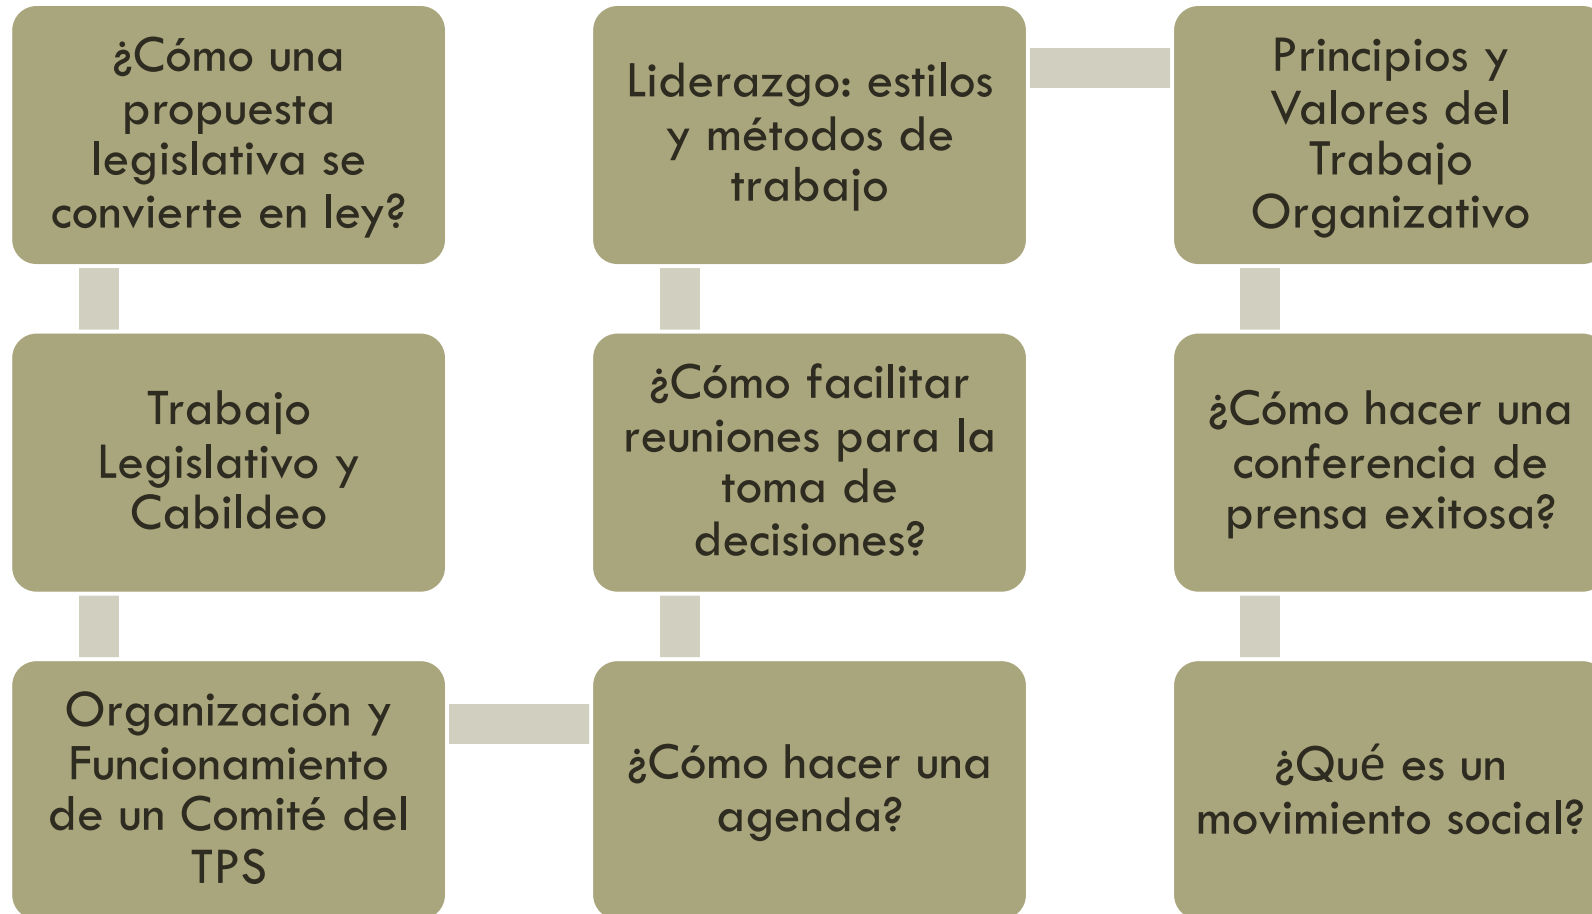 ¿Cómo una
propuesta
legislativa se
convierte en ley?
Trabajo
Legislativo y
Cabildeo
Organización y
Funcionamiento
de un Comité del
TPS
¿Cómo hacer una
agenda?
¿Cómo facilitar
reuniones para la
toma de
decisiones?
Liderazgo: estilos
y métodos de
trabajo
Principios y
Valores del
Trabajo
Organizativo
¿Cómo hacer una
conferencia de
prensa exitosa?
¿Qué es un
movimiento social?